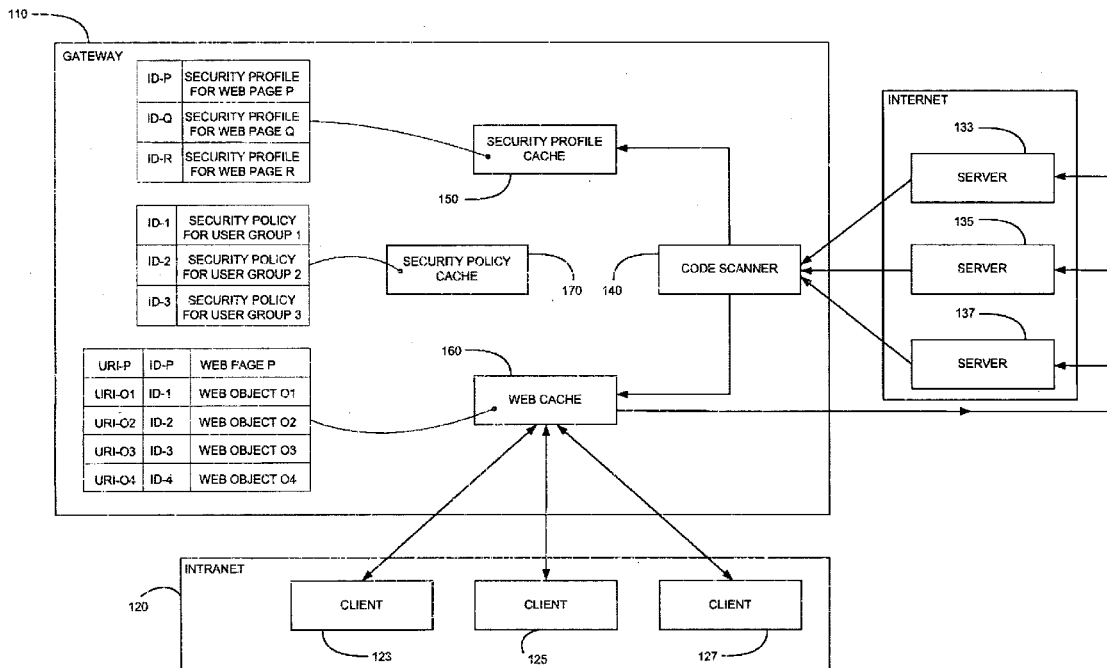 110
GATEWAY
ID-P SECURITY PROFILE
FOR WEB PAGE P
ID-Q SECURITY PROFILE
FOR WEB PAGE Q
ID-R SECURITY PROFILE
FOR WEB PAGE R
SECURITY PROFILE
CACHE
150
ID-1 SECURITY POLICY
FOR USER GROUP 1
ID-2 SECURITY POLICY
FOR USER GROUP 2
ID-3 SECURITY POLICY
FOR USER GROUP 3
SECURITY POLICY
CACHE
170
140
CODE SCANNER
INTERNET
133
SERVER
135
SERVER
137
SERVER
URI-P ID-P WEB PAGE P
URI-O1 ID-1 WEB OBJECT O1
URI-O2 ID-2 WEB OBJECT O2
URI-O3 ID-3 WEB OBJECT O3
URI-O4 ID-4 WEB OBJECT O4
160
WEB CACHE
INTRANET
120
CLIENT
CLIENT
CLIENT
123
125
127